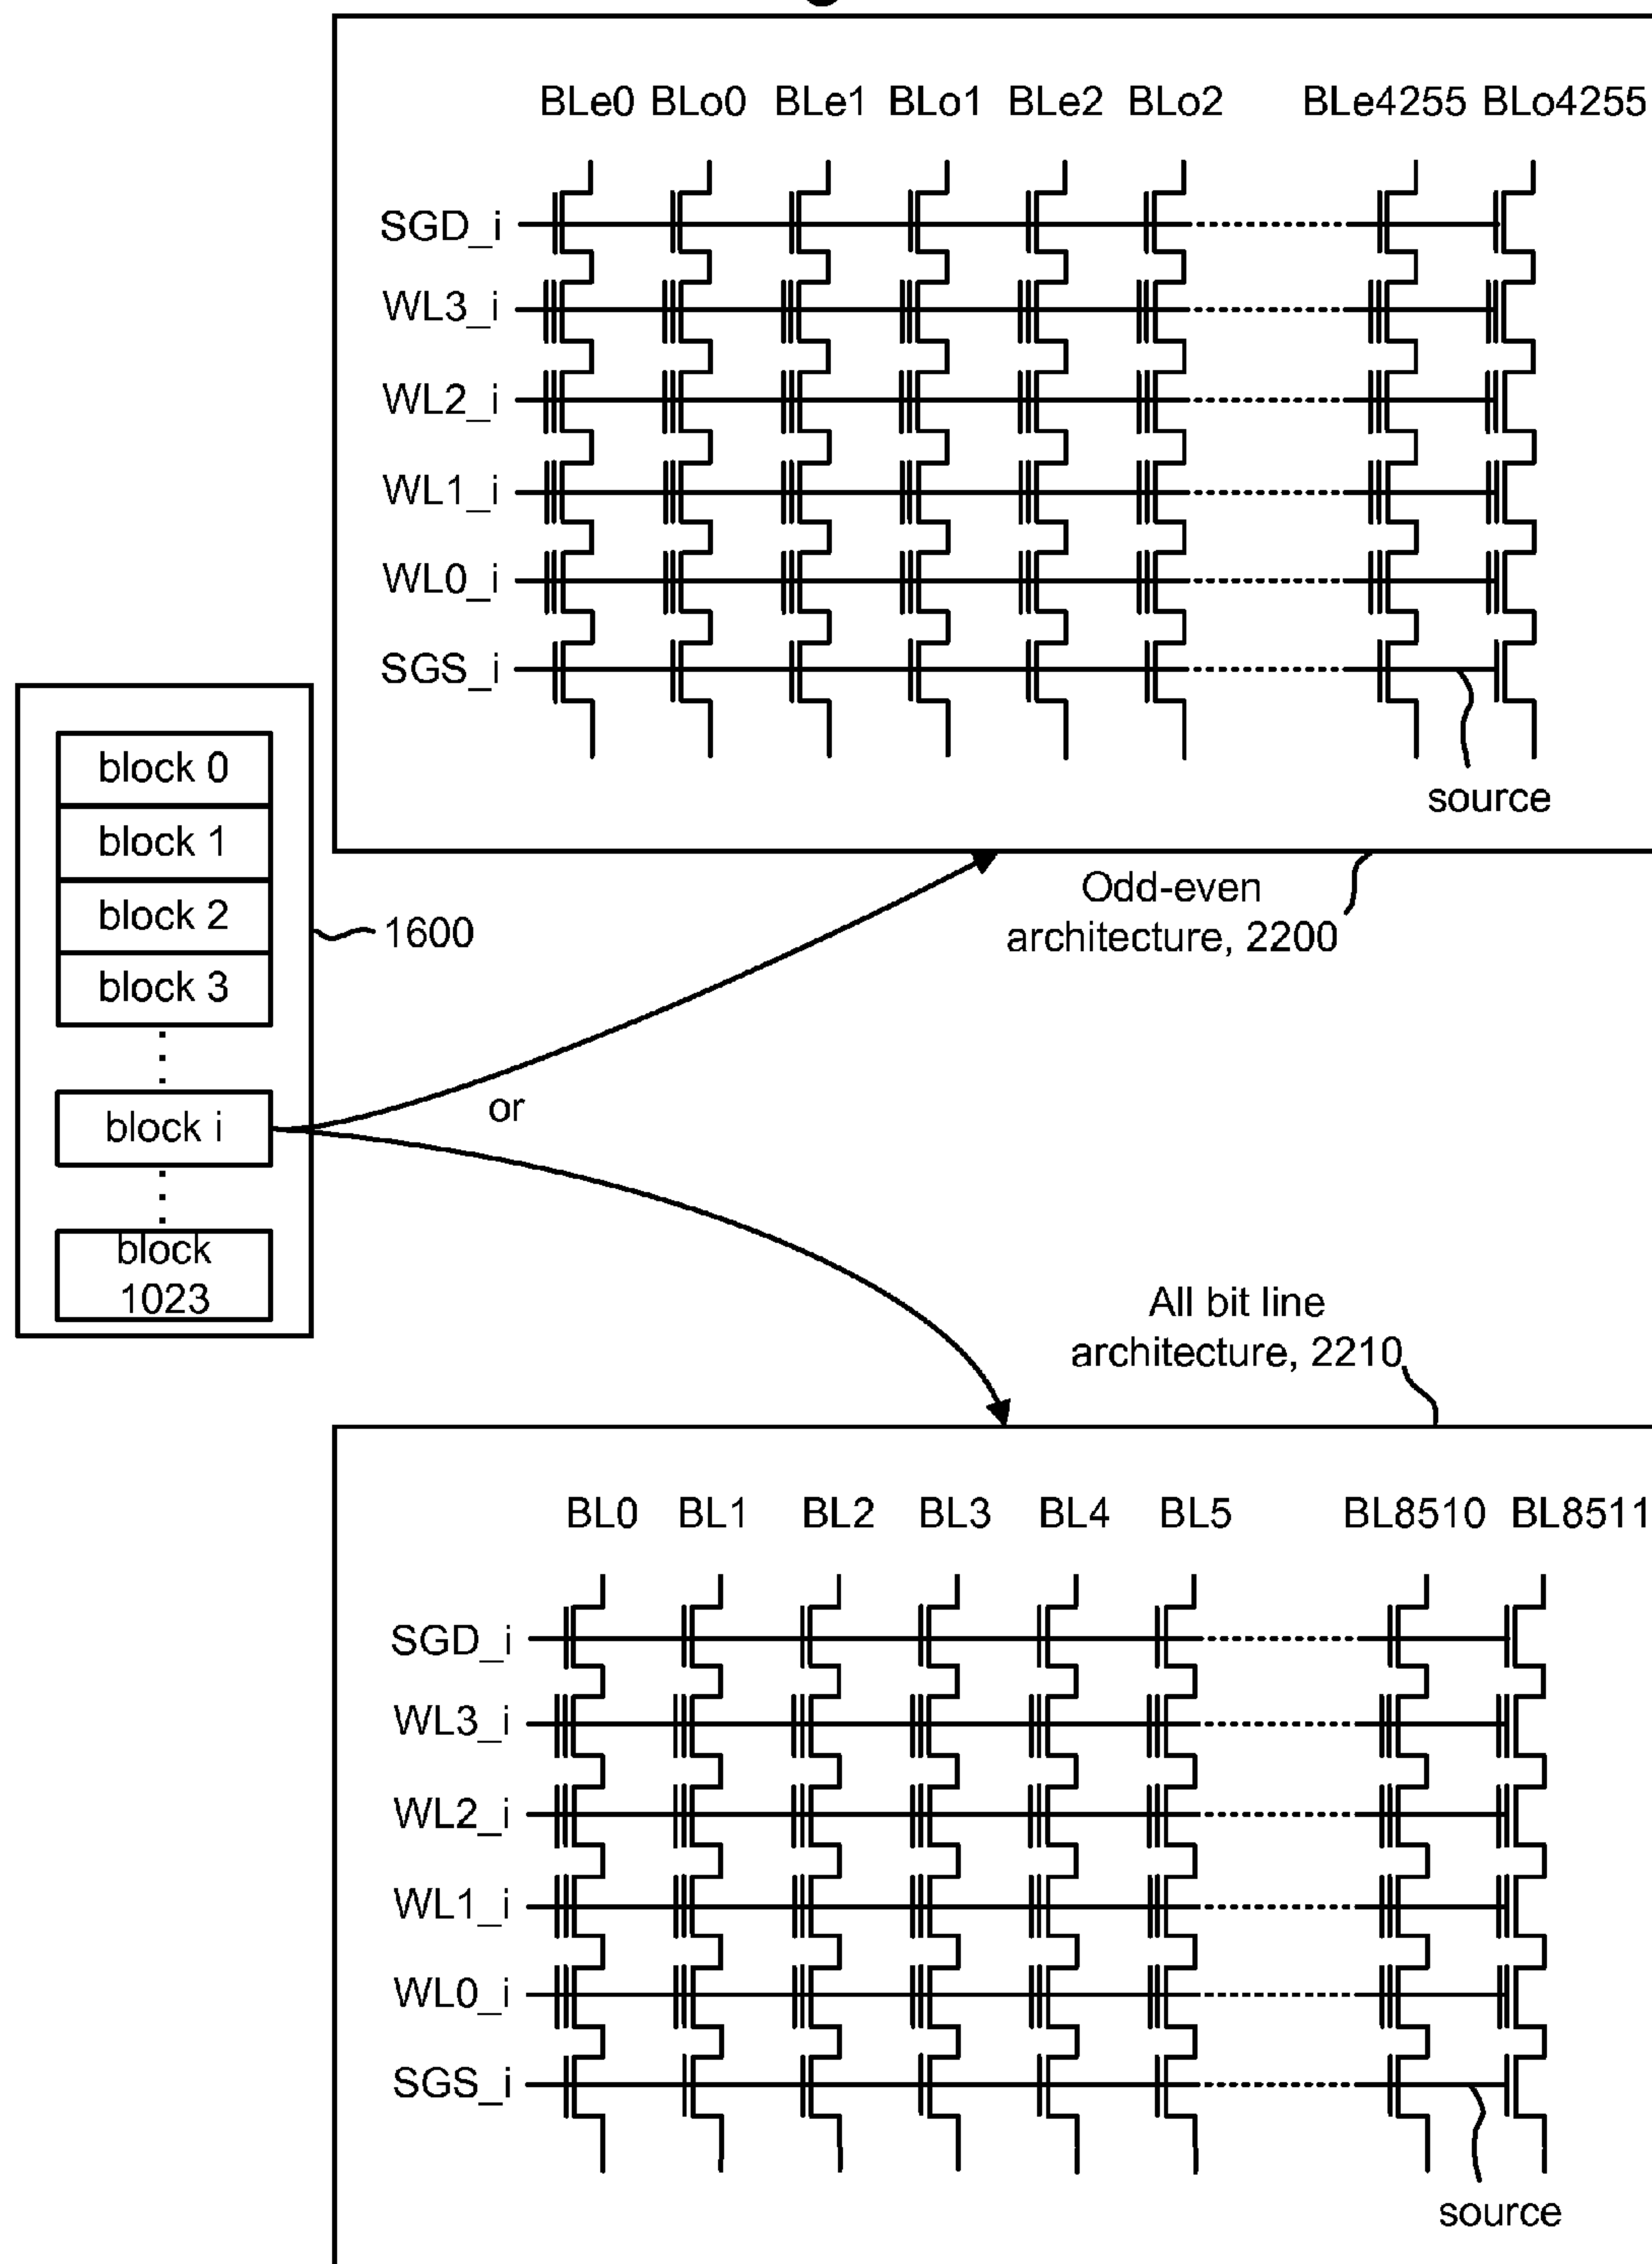 BLe0 BLo0 BLe1 BLo1 BLe2 BLo2 BLe4255 BLo4255
SGD_i
WL3_i
WL2_i
WL1_i
WL0_i
SGS_i
source
Odd-even
architecture, 2200
block 0
block 1
block 2
block 3
block i
block
1023
1600
or
All bit line
architecture, 2210
BL0 BL1 BL2 BL3 BL4 BL5 BL8510 BL8511
SGD_i
WL3_i
WL2_i
WL1_i
WL0_i
SGS_i
source